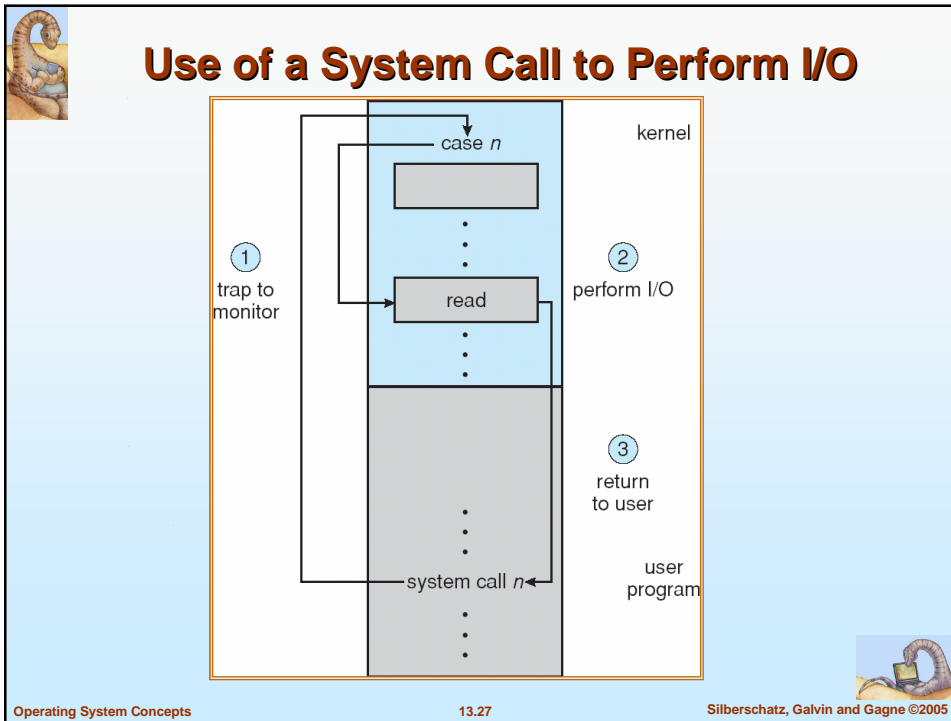 Use of a System Call to Perform I/O
kernel
case n
1
trap to
monitor
2
perform I/O
read
3
return
to user
system call n
user
program
Operating System Concepts
13.27
Silberschatz, Galvin and Gagne ©2005